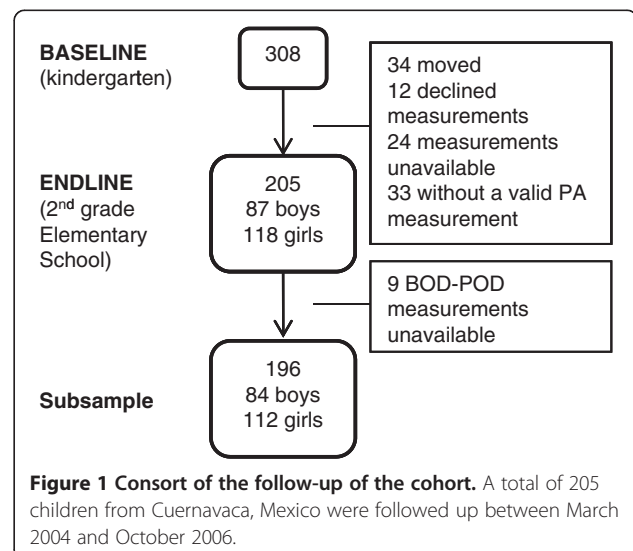 BASELINE
(kindergarten)
308
34 moved
12 declined
measurements
24 measurements
unavailable
33 without a valid PA
measurement
ENDLINE
(2nd grade
Elementary
School)
205
87 boys
118 girls
9 BOD-POD
measurements
unavailable
Subsample
196
84 boys
112 girls
Figure 1 Consort of the follow-up of the cohort. A total of 205
children from Cuernavaca, Mexico were followed up between March
2004 and October 2006.